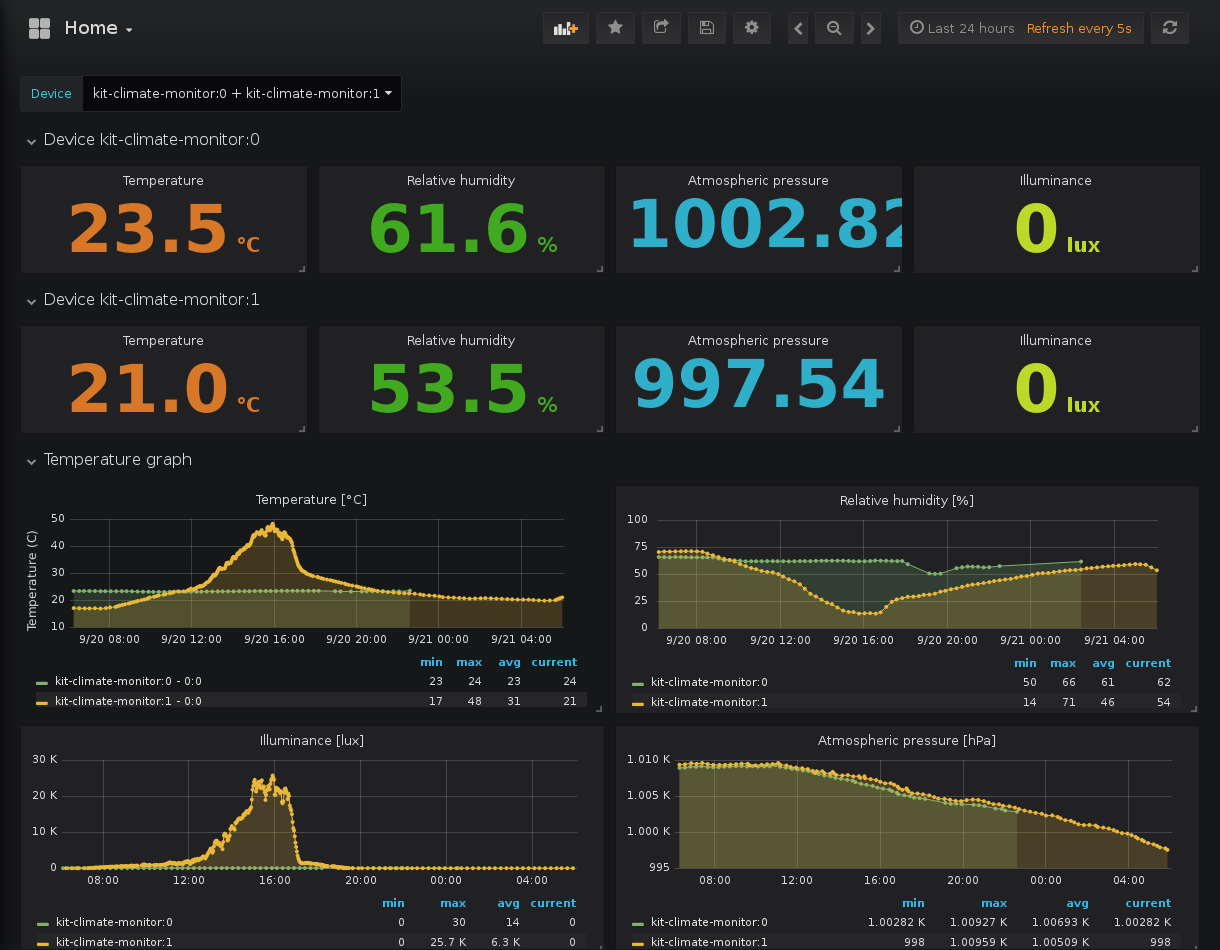 Home
Last 24 hours Refresh every 5s
Device kit-climate-monitor:0 + kit-climate-monitor:1
Device kit-climate-monitor:0
Temperature Relative humidity Atmospheric pressure Illuminance
23.5 °C 61.6 % 1002.82 0 lux
Device kit-climate-monitor:1
Temperature Relative humidity Atmospheric pressure Illuminance
21.0 °C 53.5 % 997.54 0 lux
Temperature graph
Temperature [°C]
Temperature (C)
50
40
30
20
10
9/20 08:00 9/20 12:00 9/20 16:00 9/20 20:00 9/21 00:00 9/21 04:00
min max avg current
kit-climate-monitor:0 - 0:0 23 24 23 24
kit-climate-monitor:1 - 0:0 17 48 31 21
Relative humidity [%]
100
75
50
25
0
9/20 08:00 9/20 12:00 9/20 16:00 9/20 20:00 9/21 00:00 9/21 04:00
min max avg current
kit-climate-monitor:0 50 66 61 62
kit-climate-monitor:1 14 71 46 54
Illuminance [lux]
30 K
20 K
10 K
0
08:00 12:00 16:00 20:00 00:00 04:00
min max avg current
kit-climate-monitor:0 0 30 14 0
kit-climate-monitor:1 0 25.7 K 6.3 K 0
Atmospheric pressure [hPa]
1.010 K
1.005 K
1.000 K
995
08:00 12:00 16:00 20:00 00:00 04:00
min max avg current
kit-climate-monitor:0 1.00282 K 1.00927 K 1.00693 K 1.00282 K
kit-climate-monitor:1 998 1.00959 K 1.00509 K 998